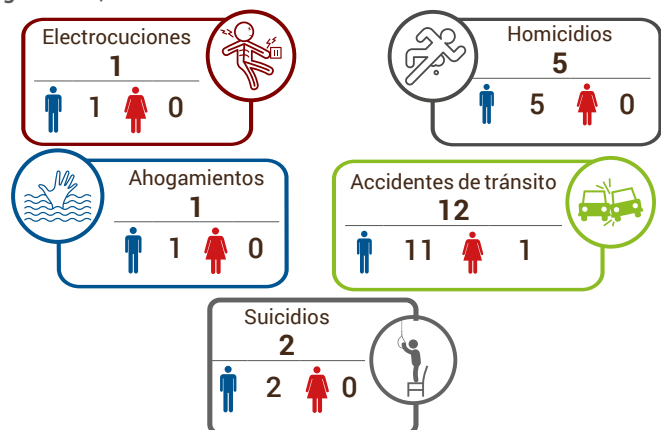 Electrocuciones
1
1 0
Homicidios
5
5 0
Ahogamientos
1
1 0
Accidentes de tránsito
12
11 1
Suicidios
2
2 0